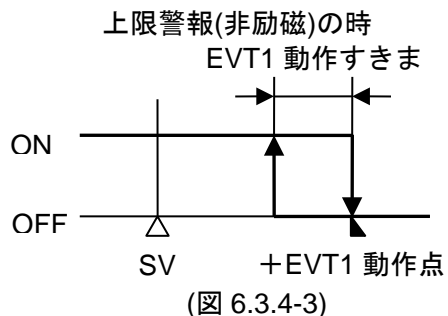 上限警報(非励磁)の時
EVT1 動作すきま
ON
OFF
SV
＋EVT1 動作点
(図 6.3.4-3)